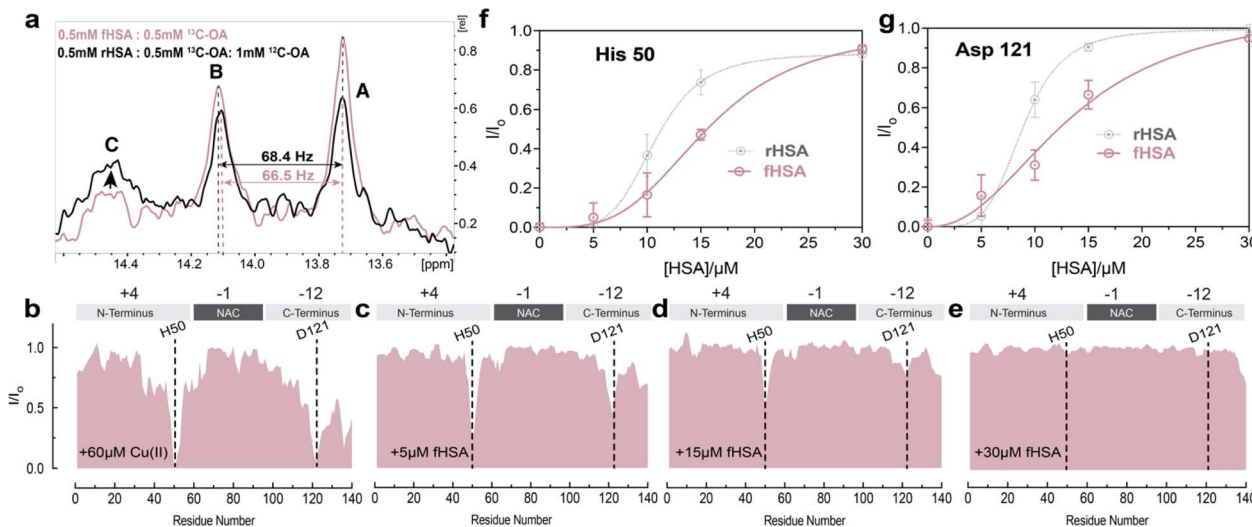 a
0.5mM fHSA : 0.5mM ¹³C-OA
0.5mM rHSA : 0.5mM ¹³C-OA: 1mM ¹²C-OA
[rel]
B
A
C
68.4 Hz
66.5 Hz
0.8
0.6
0.4
0.2
14.4 14.2 14.0 13.8 13.6 [ppm]
f
His 50
rHSA
fHSA
I/Iₒ
1.0
0.8
0.6
0.4
0.2
0.0
0 5 10 15 20 25 30
[HSA]/µM
g
Asp 121
rHSA
fHSA
I/Iₒ
1.0
0.8
0.6
0.4
0.2
0.0
0 5 10 15 20 25 30
[HSA]/µM
b
+4 -1 -12
N-Terminus NAC C-Terminus
H50 D121
I/Iₒ
1.0
0.5
0.0
+60µM Cu(II)
0 20 40 60 80 100 120 140
Residue Number
c
+4 -1 -12
N-Terminus NAC C-Terminus
H50 D121
+5µM fHSA
0 20 40 60 80 100 120 140
Residue Number
d
+4 -1 -12
N-Terminus NAC C-Terminus
H50 D121
+15µM fHSA
0 20 40 60 80 100 120 140
Residue Number
e
+4 -1 -12
N-Terminus NAC C-Terminus
H50 D121
+30µM fHSA
0 20 40 60 80 100 120 140
Residue Number